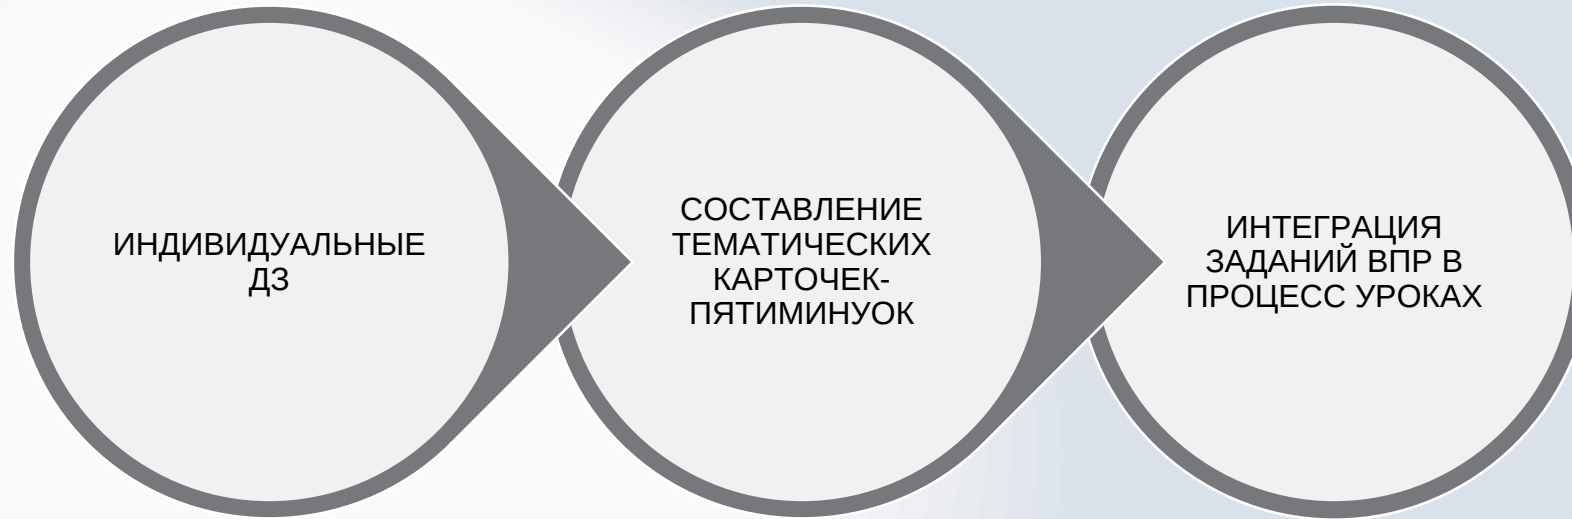 ИНДИВИДУАЛЬНЫЕ
ДЗ
СОСТАВЛЕНИЕ
ТЕМАТИЧЕСКИХ
КАРТОЧЕК-
ПЯТИМИНУОК
ИНТЕГРАЦИЯ
ЗАДАНИЙ ВПР В
ПРОЦЕСС УРОКАХ